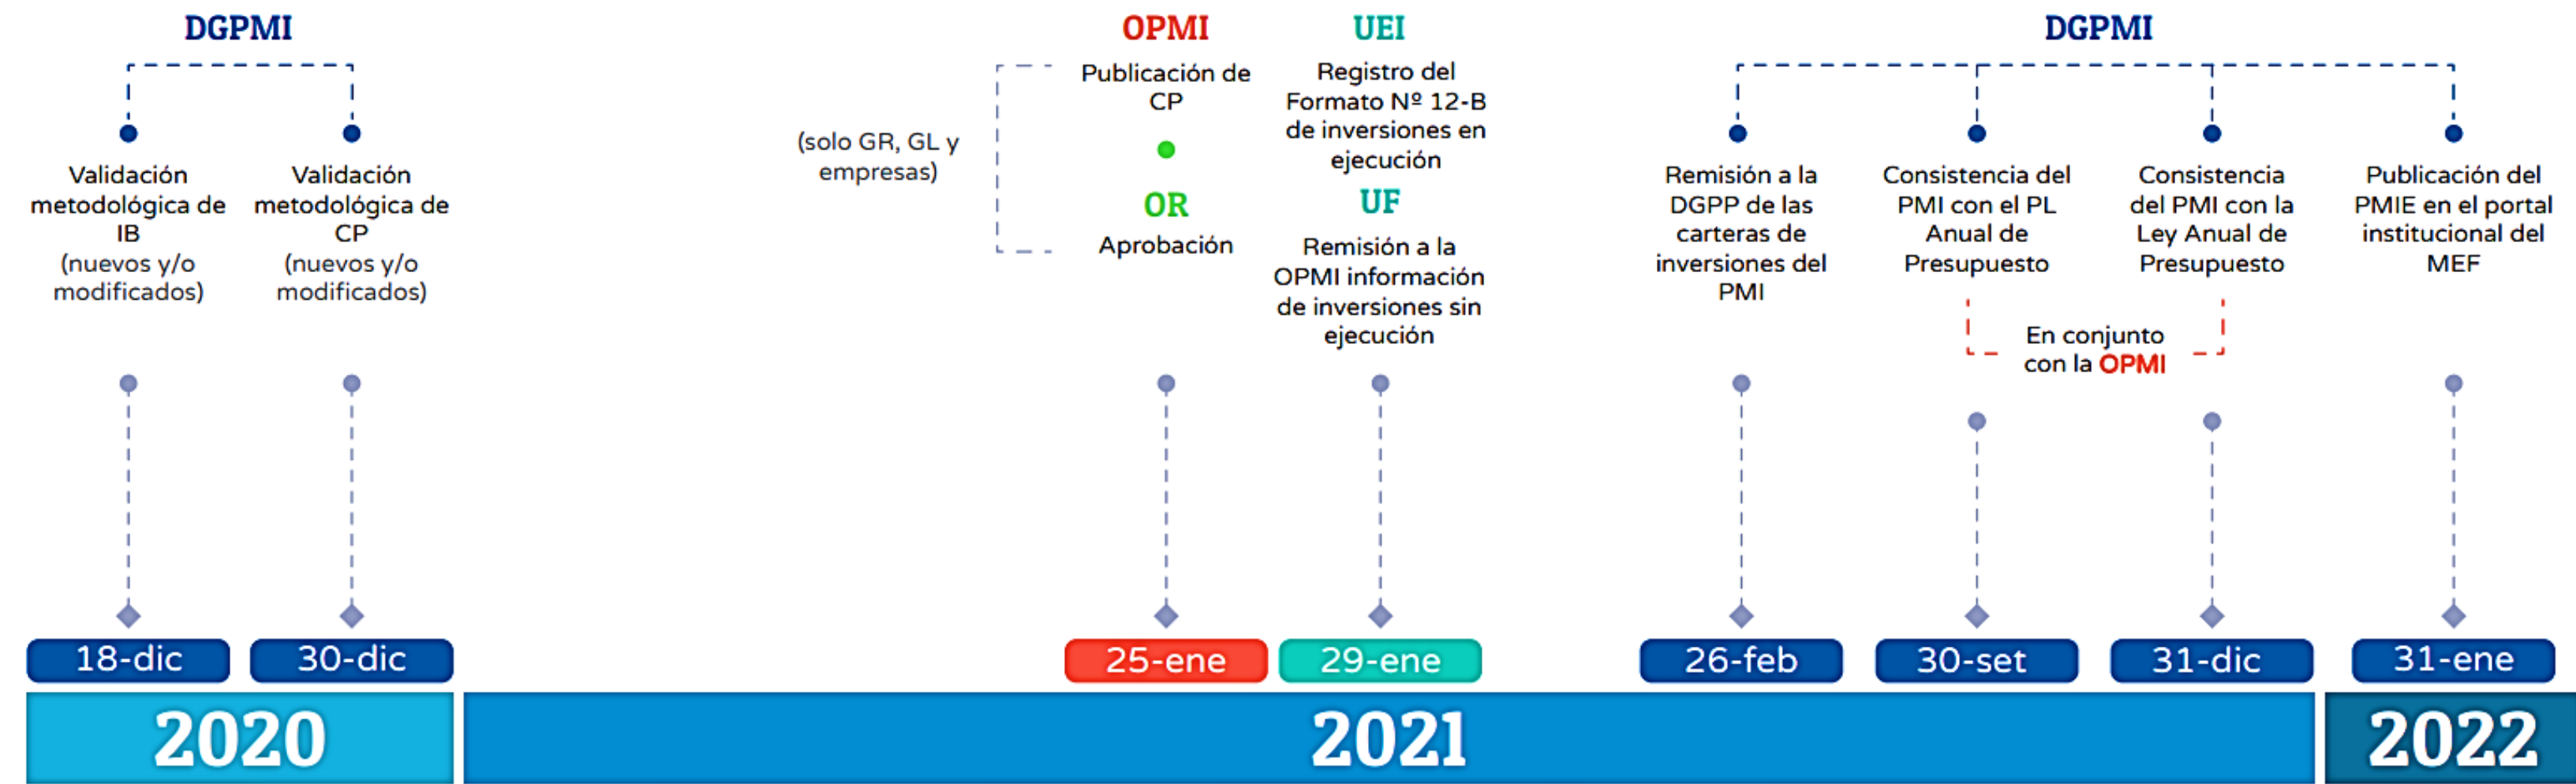 DGPMI
Validación
metodológica de
IB
(nuevos y/o
modificados)
Validación
metodológica de
CP
(nuevos y/o
modificados)
(solo GR, GL y
empresas)
OPMI
Publicación de
CP
OR
Aprobación
UEI
Registro del
Formato Nº 12-B
de inversiones en
ejecución
UF
Remisión a la
OPMI información
de inversiones sin
ejecución
DGPMI
Remisión a la
DGPP de las
carteras de
inversiones del
PMI
Consistencia del
PMI con el PL
Anual de
Presupuesto
Consistencia
del PMI con la
Ley Anual de
Presupuesto
En conjunto
con la OPMI
Publicación del
PMIE en el portal
institucional del
MEF
18-dic
30-dic
25-ene
29-ene
26-feb
30-set
31-dic
31-ene
2020
2021
2022